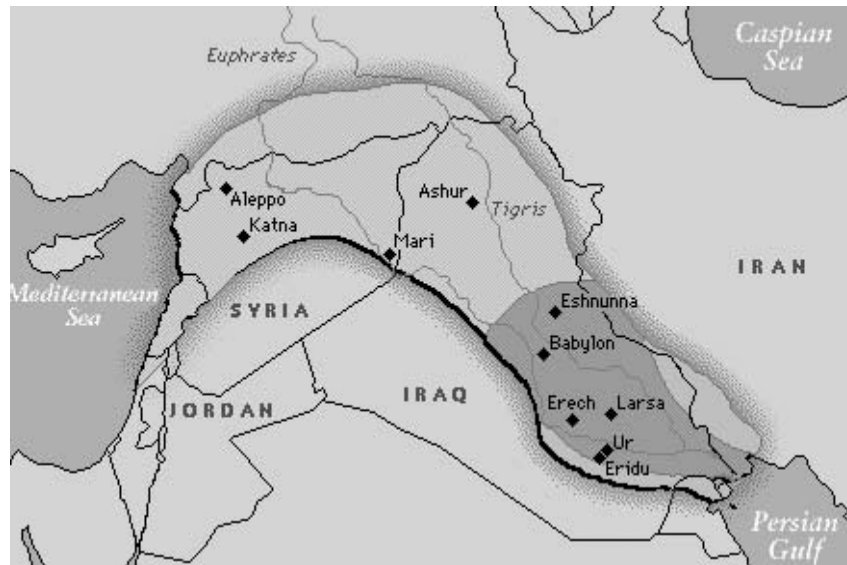 Caspian
Sea
Euphrates
Aleppo
Katna
Ashur
Tigris
Mari
IRAN
Mediterranean
Sea
SYRIA
Eshnunna
Babylon
JORDAN
IRAQ
Erech
Larsa
Ur
Eridu
Persian
Gulf